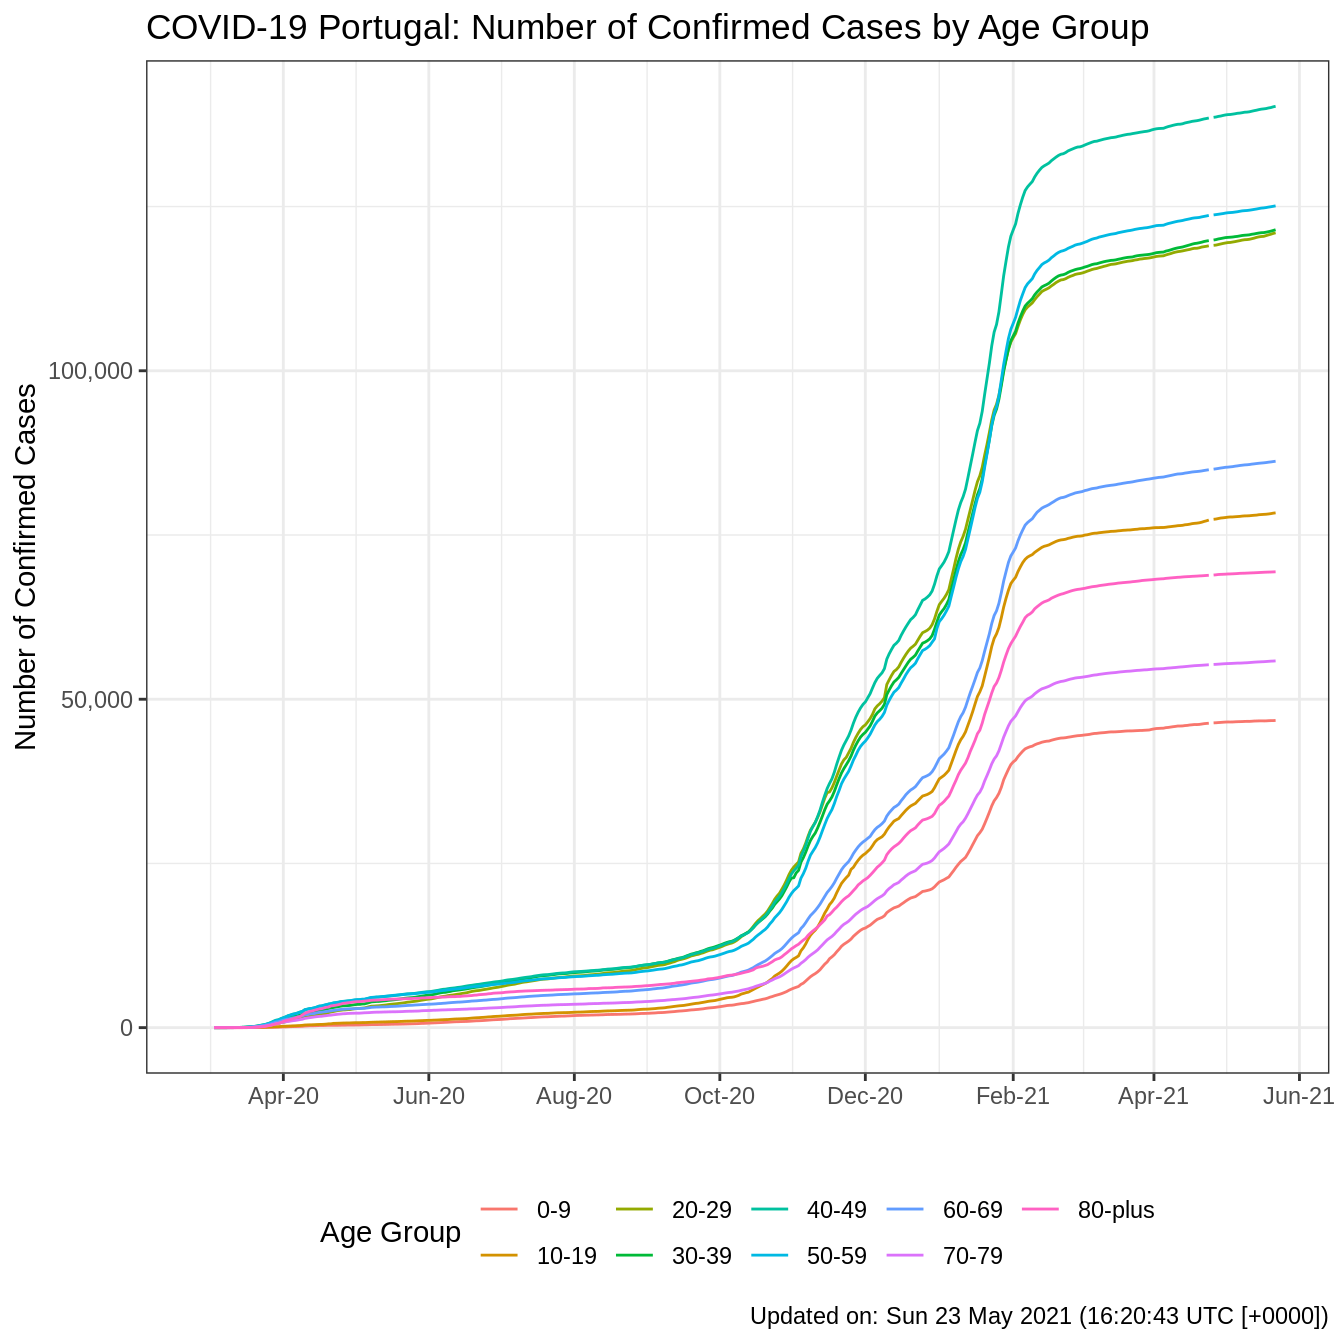 COVID-19 Portugal: Number of Confirmed Cases by Age Group
Number of Confirmed Cases
100,000
50,000
0
Apr-20 Jun-20 Aug-20 Oct-20 Dec-20 Feb-21 Apr-21 Jun-21
Age Group
0-9 20-29 40-49 60-69 80-plus
10-19 30-39 50-59 70-79
Updated on: Sun 23 May 2021 (16:20:43 UTC [+0000])